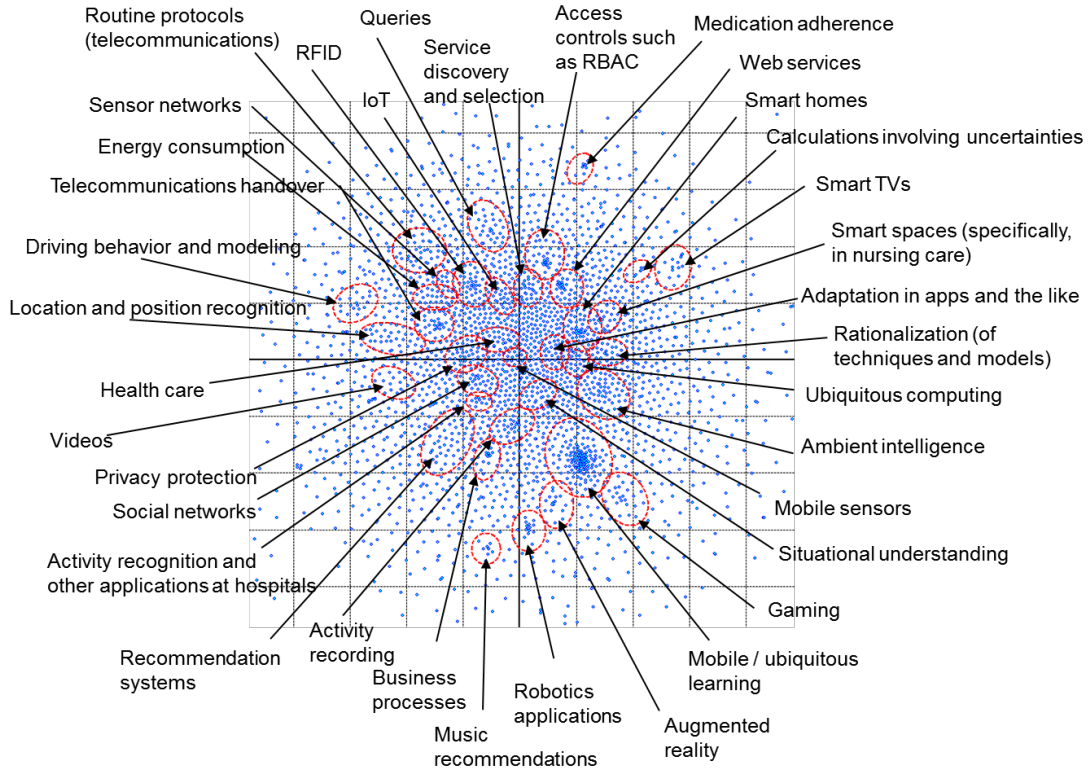 Routine protocols
(telecommunications)
Queries
Access
controls such
as RBAC
Medication adherence
RFID
Service
discovery
and selection
Web services
IoT
Smart homes
Sensor networks
Calculations involving uncertainties
Energy consumption
Telecommunications handover
Smart TVs
Driving behavior and modeling
Smart spaces (specifically,
in nursing care)
Location and position recognition
Adaptation in apps and the like
Rationalization (of
techniques and models)
Health care
Ubiquitous computing
Videos
Ambient intelligence
Privacy protection
Social networks
Mobile sensors
Activity recognition and
other applications at hospitals
Situational understanding
Gaming
Recommendation
systems
Activity
recording
Business
processes
Music
recommendations
Robotics
applications
Mobile / ubiquitous
learning
Augmented
reality